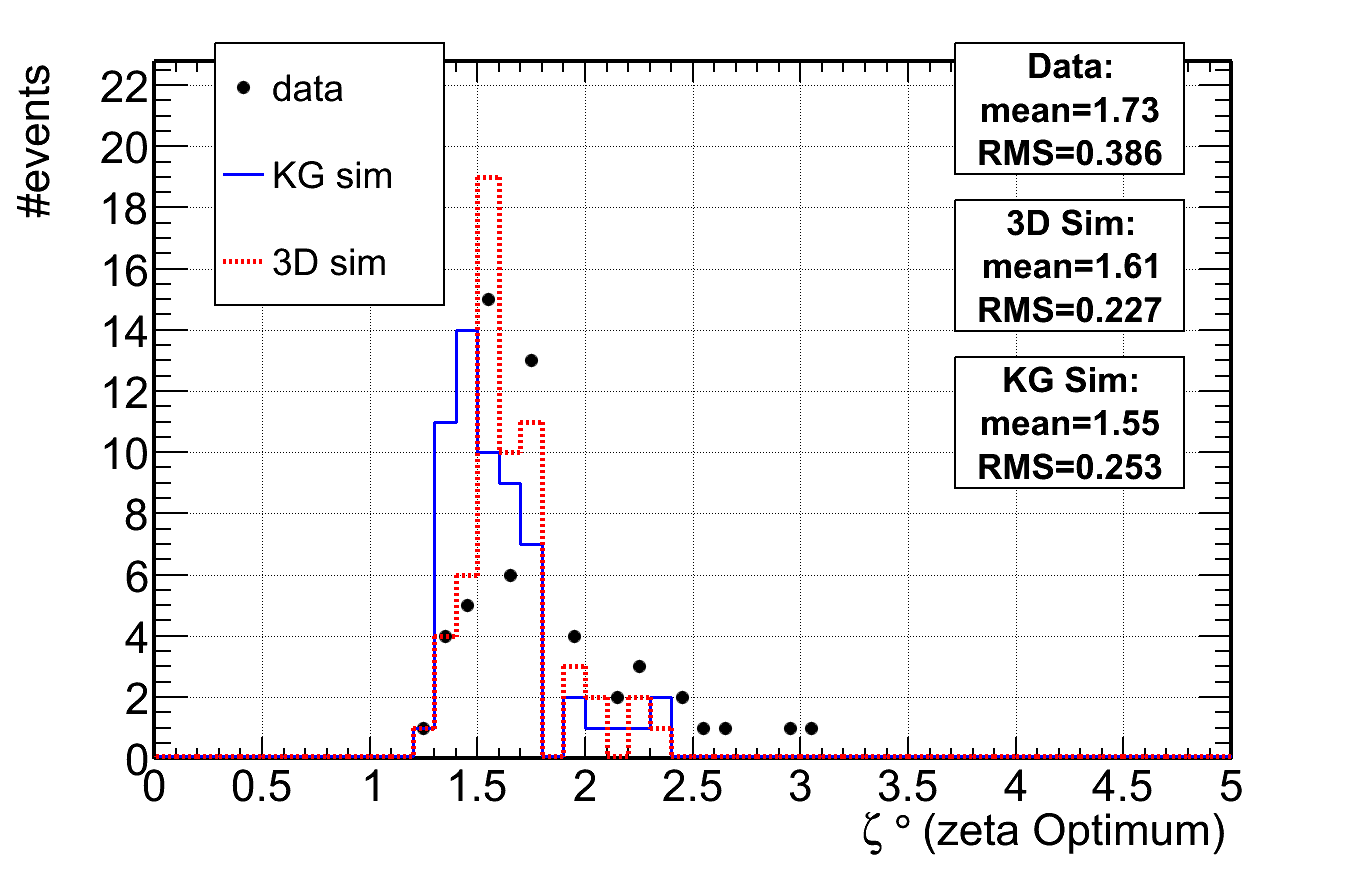 #events
22
20
18
16
14
12
10
8
6
4
2
0
data
KG sim
3D sim
Data:
mean=1.73
RMS=0.386
3D Sim:
mean=1.61
RMS=0.227
KG Sim:
mean=1.55
RMS=0.253
0 0.5 1 1.5 2 2.5 3 3.5 4 4.5 5
ζ ° (zeta Optimum)